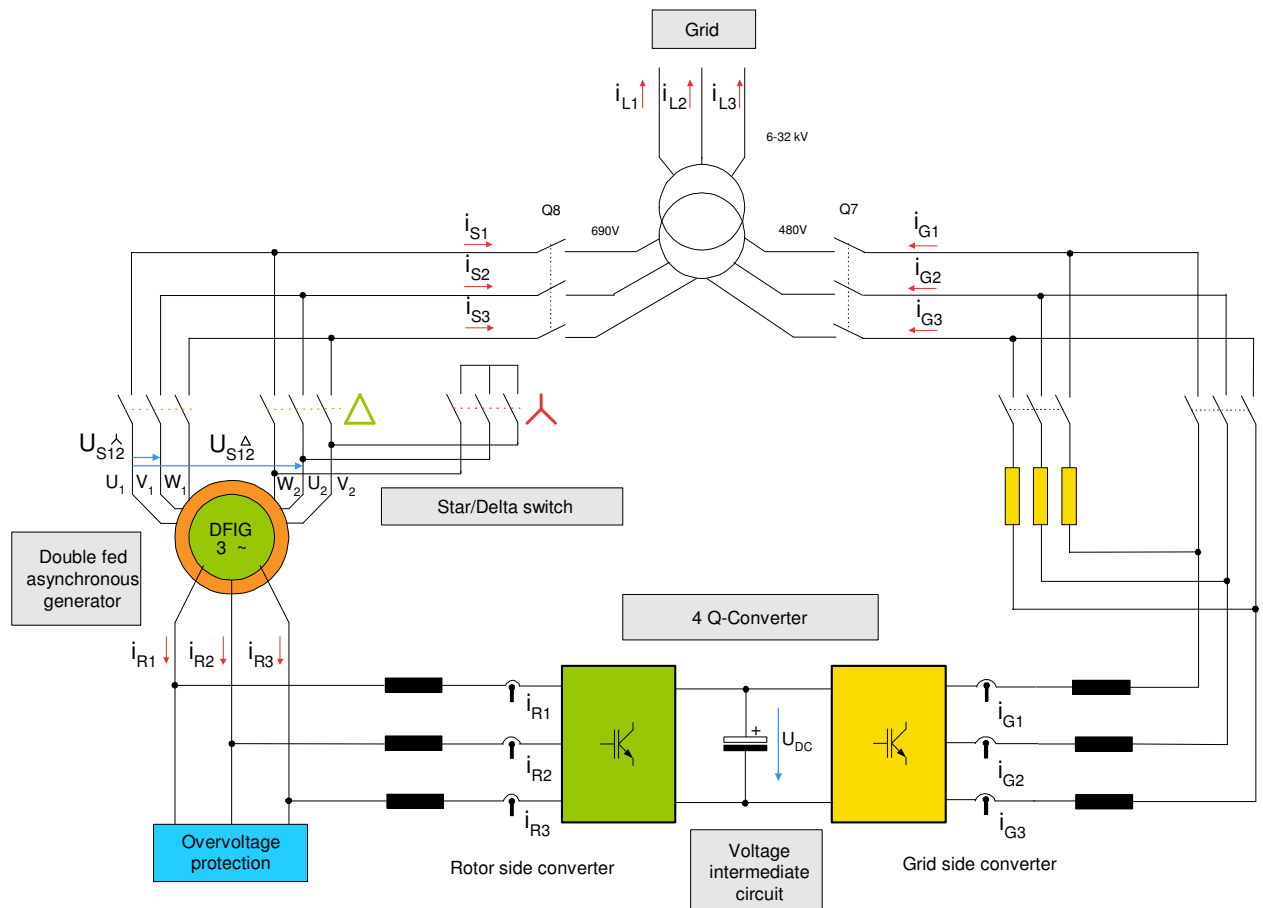 Grid
iL1 iL2 iL3
6-32 kV
Q8
690V
480V
Q7
iS1
iS2
iS3
iG1
iG2
iG3
US12 US12
U1 V1 W1 W2 U2 V2
Star/Delta switch
DFIG
3 ~
Double fed
asynchronous
generator
4 Q-Converter
iR1 iR2 iR3
iR1
iR2
iR3
+
UDC
iG1
iG2
iG3
Overvoltage
protection
Rotor side converter
Voltage
intermediate
circuit
Grid side converter